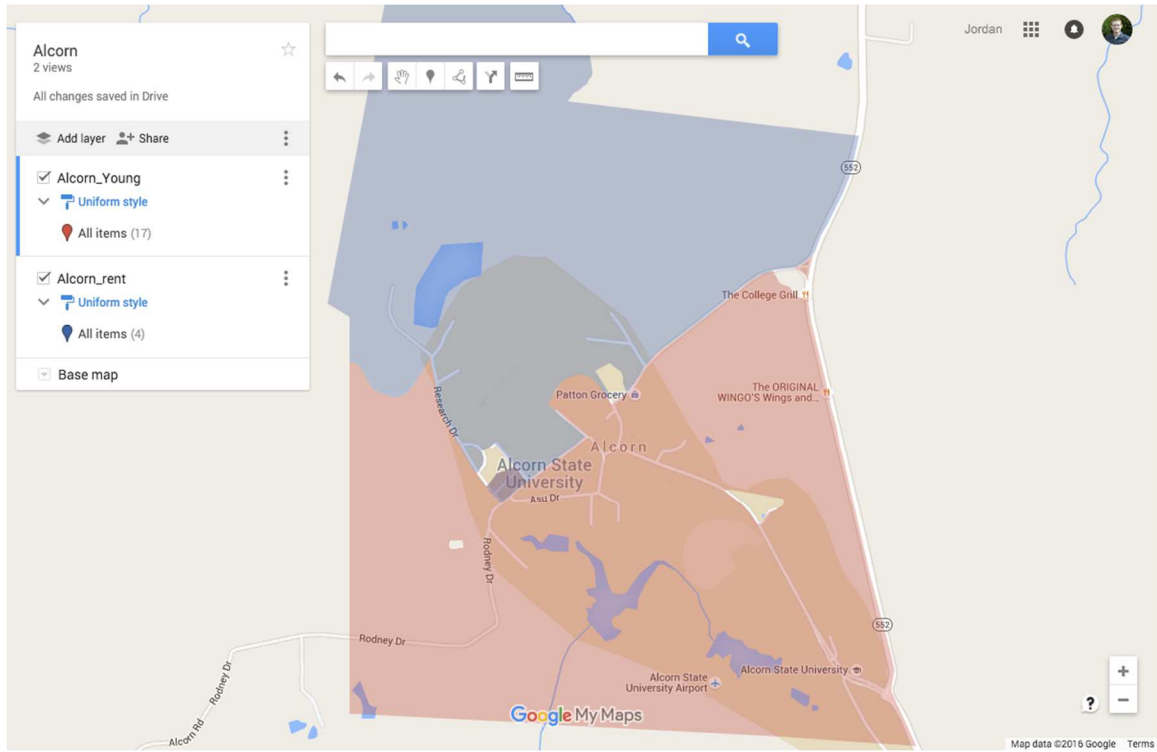 Alcorn
2 views
All changes saved in Drive
Add layer Share
Alcorn_Young
Uniform style
All items (17)
Alcorn_rent
Uniform style
All items (4)
Base map
Jordan
552
The College Grill
The ORIGINAL
WINGO'S Wings and...
Patton Grocery
Research Dr
Alcorn
Alcorn State
University
Asu Dr
Rodney Dr
552
Rodney Dr
Rodney Dr
Alcorn Rd
Alcorn State University
Alcorn State
University Airport
Google My Maps
+
?
−
Map data ©2016 Google Terms